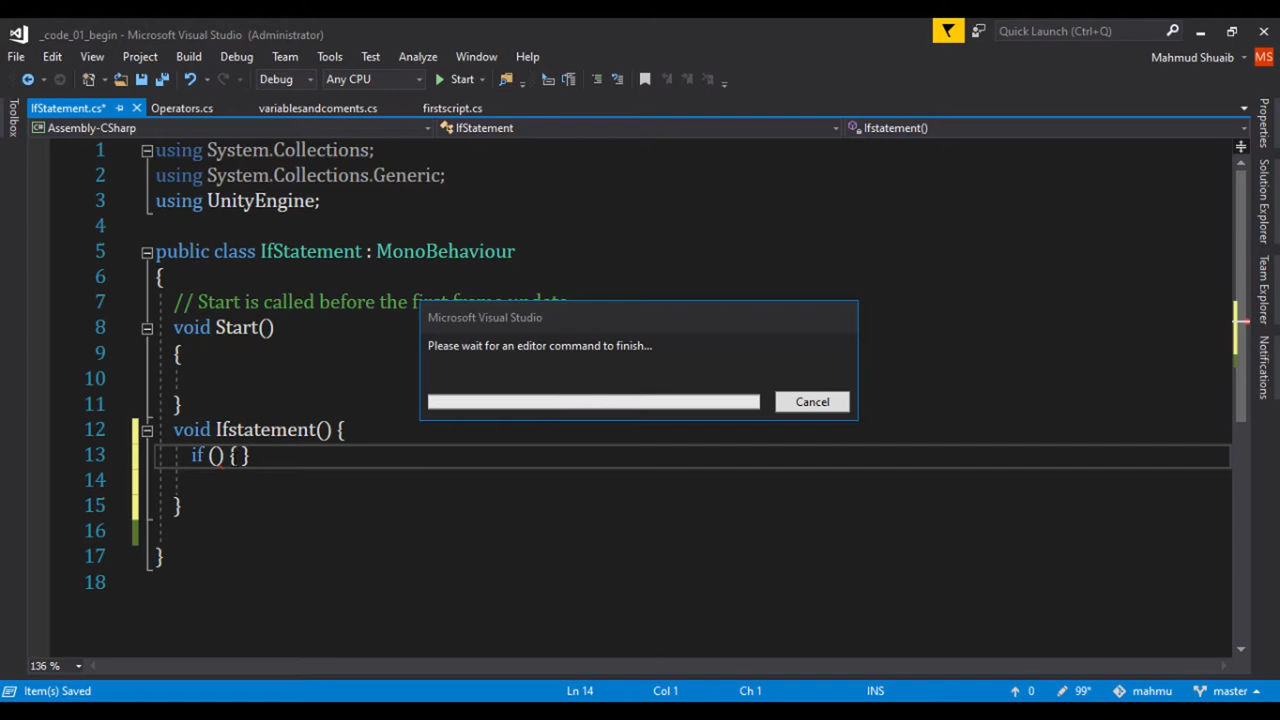 _code_01_begin - Microsoft Visual Studio (Administrator)
Quick Launch (Ctrl+Q)
File Edit View Project Build Debug Team Tools Test Analyze Window Help
Mahmud Shuaib
MS
Debug Any CPU Start
IfStatement.cs* Operators.cs variablesandcoments.cs firstscript.cs
Assembly-CSharp IfStatement Ifstatement()
Toolbox
Properties
Solution Explorer
Team Explorer
Notifications
1 using System.Collections;
2 using System.Collections.Generic;
3 using UnityEngine;
4
5 public class IfStatement : MonoBehaviour
6 {
7 // Start is called before the first frame update
8 void Start()
9 {
10
11 }
12 void Ifstatement() {
13 if () { }
14
15 }
16
17 }
18
Microsoft Visual Studio
Please wait for an editor command to finish...
Cancel
136 %
Item(s) Saved Ln 14 Col 1 Ch 1 INS 0 99⁺ mahmu master